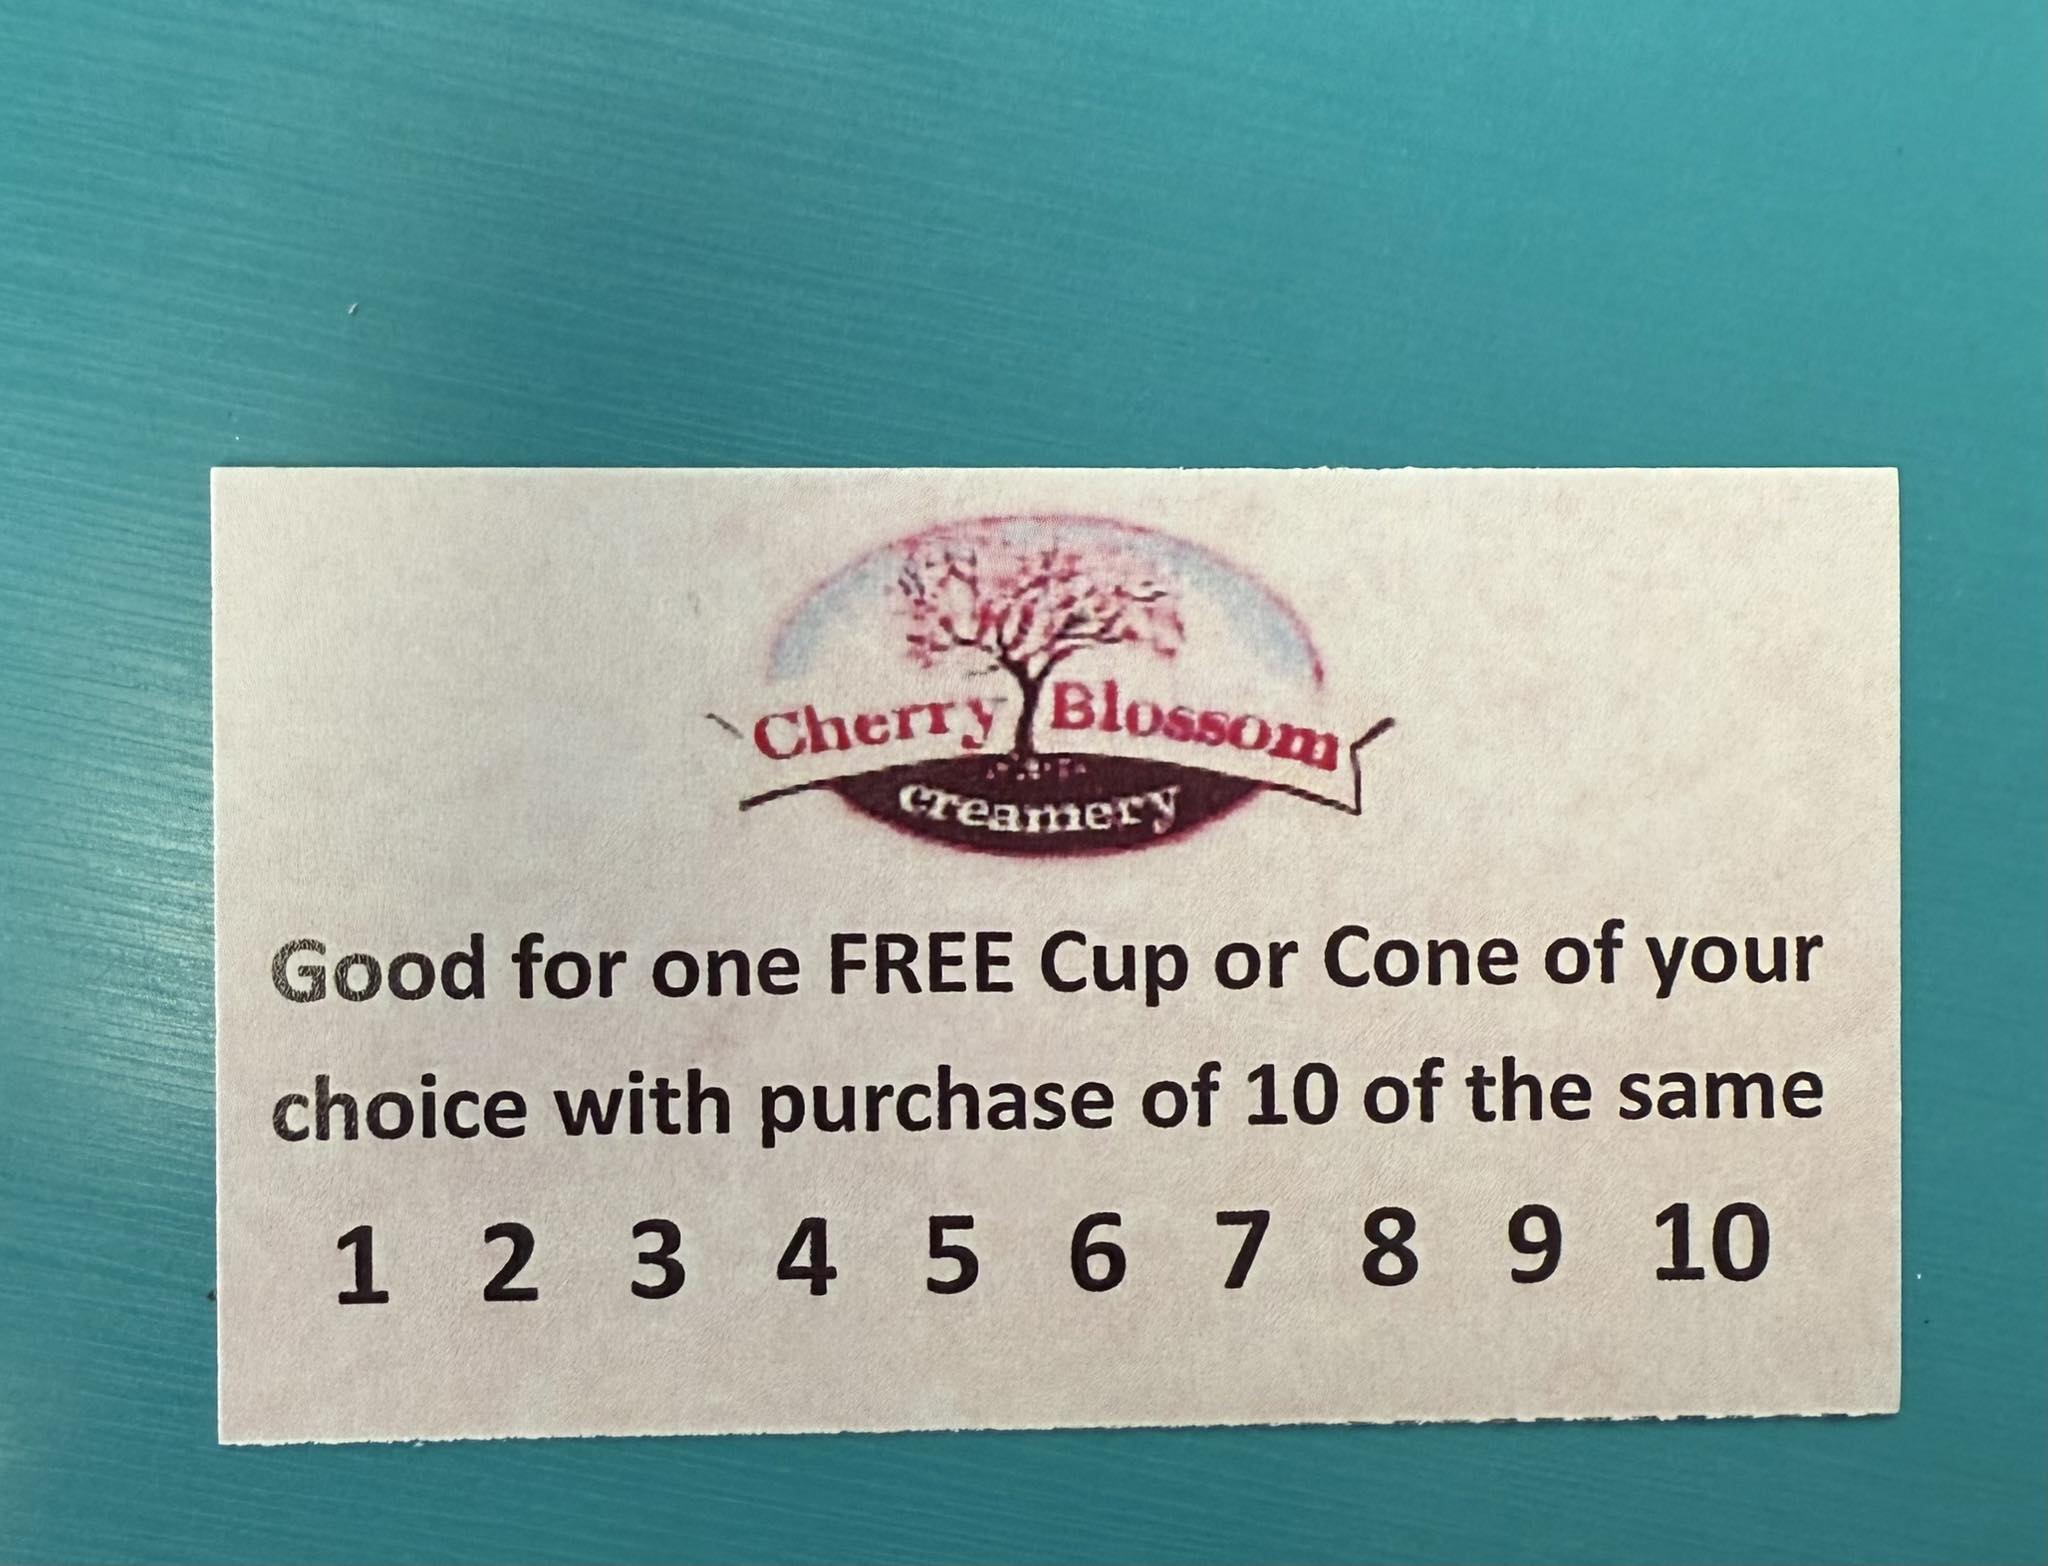 Cherry Blossom
creamery
Good for one FREE Cup or Cone of your
choice with purchase of 10 of the same
1 2 3 4 5 6 7 8 9 10